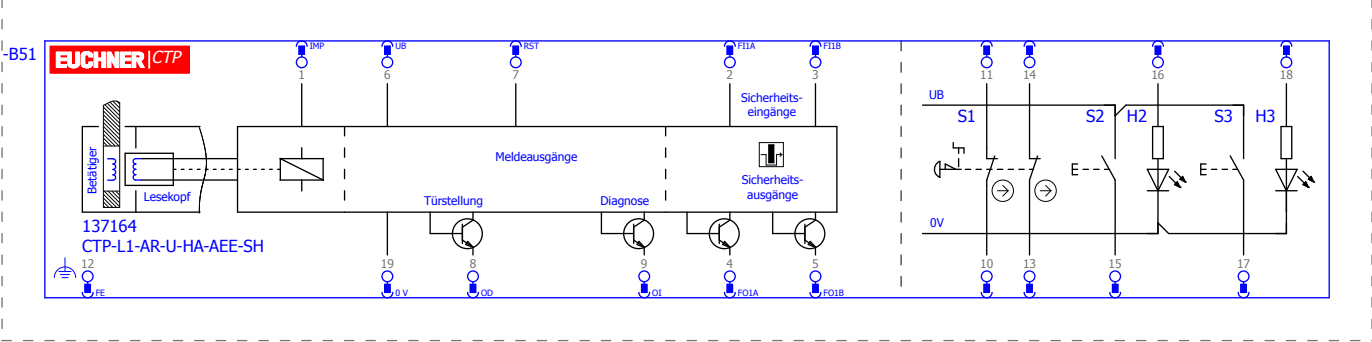 -B51
EUCHNER CTP
IMP
UB
RST
FI1A
FI1B
1
6
7
2
3
11
14
16
18
Sicherheits-
eingänge
UB
S1
S2
H2
S3
H3
Meldeausgänge
Betätiger
Lesekopf
Sicherheits-
ausgänge
Türstellung
Diagnose
137164
CTP-L1-AR-U-HA-AEE-SH
0V
12
19
8
9
4
5
10
13
15
17
FE
0 V
OD
OI
FO1A
FO1B